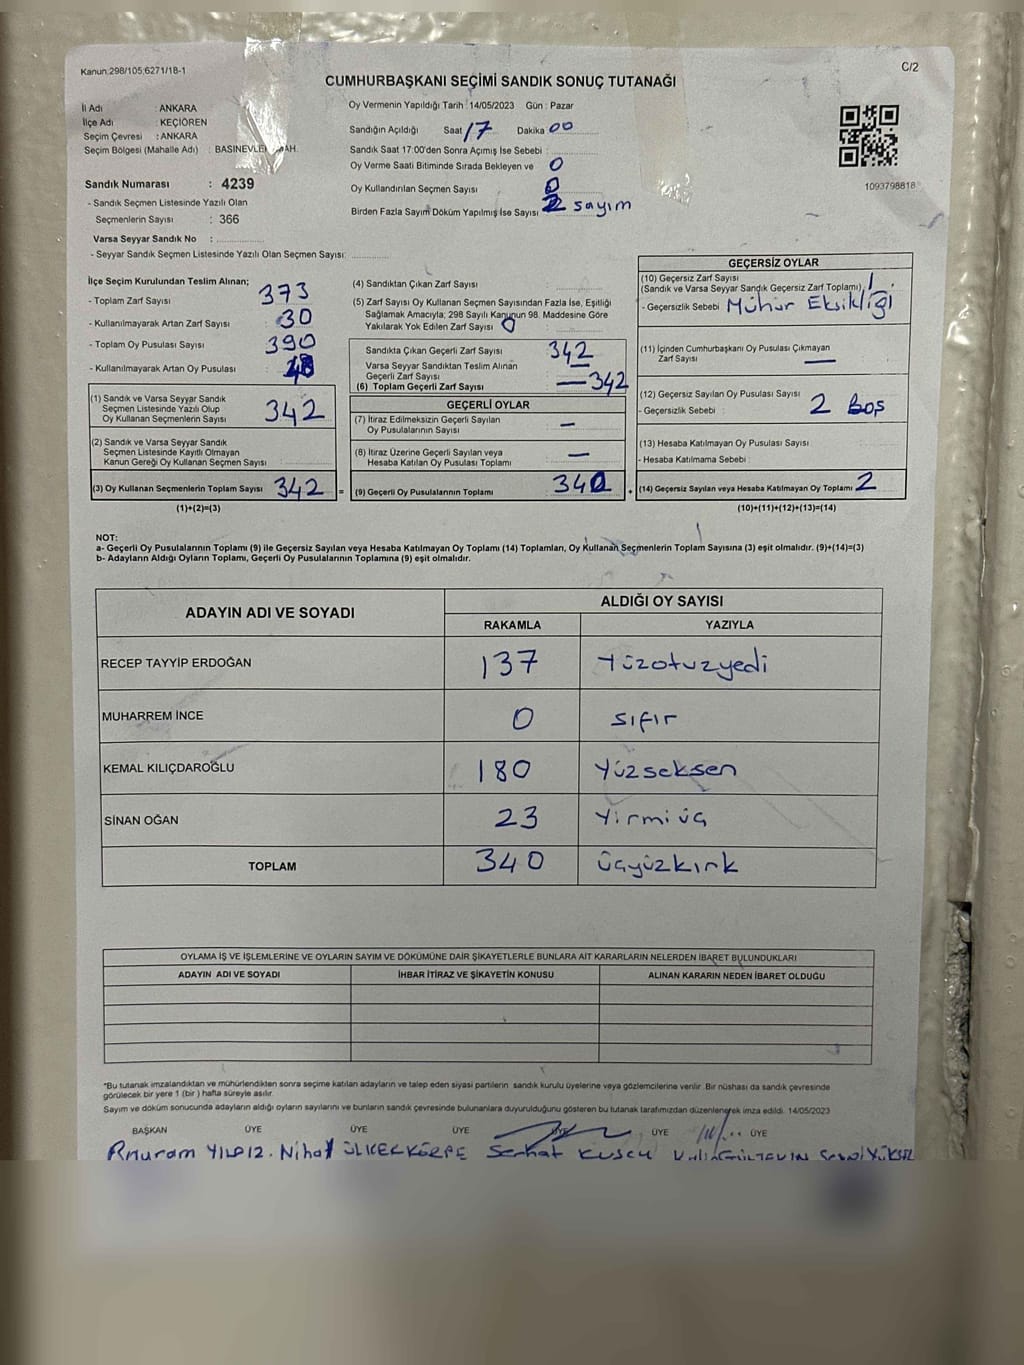 Kanun:298/105;6271/18-1
C/2
CUMHURBAŞKANI SEÇİMİ SANDIK SONUÇ TUTANAĞI
İl Adı : ANKARA
İlçe Adı : KEÇİÖREN
Seçim Çevresi : ANKARA
Seçim Bölgesi (Mahalle Adı) : BASINEVLE
Sandık Numarası : 4239
- Sandık Seçmen Listesinde Yazılı Olan
Seçmenlerin Sayısı : 366
Varsa Seyyar Sandık No :
- Seyyar Sandık Seçmen Listesinde Yazılı Olan Seçmen Sayısı:
Oy Vermenin Yapıldığı Tarih : 14/05/2023 Gün : Pazar
Sandığın Açıldığı Saat 17 Dakika 00
Sandık Saat 17:00'den Sonra Açımış İse Sebebi :
Oy Verme Saati Bitiminde Sırada Bekleyen ve 0
Oy Kullandırılan Seçmen Sayısı 0
Birden Fazla Sayım Döküm Yapılmış İse Sayısı 2 sayım
1093798818
İlçe Seçim Kurulundan Teslim Alınan;
- Toplam Zarf Sayısı 373
- Kullanılmayarak Artan Zarf Sayısı 30
- Toplam Oy Pusulası Sayısı 390
- Kullanılmayarak Artan Oy Pusulası
(1) Sandık ve Varsa Seyyar Sandık
Seçmen Listesinde Yazılı Olup
Oy Kullanan Seçmenlerin Sayısı 342
(2) Sandık ve Varsa Seyyar Sandık
Seçmen Listesinde Kayıtlı Olmayan
Kanun Gereği Oy Kullanan Seçmen Sayısı
(3) Oy Kullanan Seçmenlerin Toplam Sayısı 342 =
(1)+(2)=(3)
(4) Sandıktan Çıkan Zarf Sayısı :
(5) Zarf Sayısı Oy Kullanan Seçmen Sayısından Fazla İse, Eşitliği
Sağlamak Amacıyla; 298 Sayılı Kanunun 98. Maddesine Göre
Yakılarak Yok Edilen Zarf Sayısı 0 :
Sandıkta Çıkan Geçerli Zarf Sayısı 342
Varsa Seyyar Sandıktan Teslim Alınan
Geçerli Zarf Sayısı —
(6) Toplam Geçerli Zarf Sayısı — 342
GEÇERLİ OYLAR
(7) İtiraz Edilmeksizin Geçerli Sayılan
Oy Pusulalarının Sayısı —
(8) İtiraz Üzerine Geçerli Sayılan veya
Hesaba Katılan Oy Pusulası Toplamı —
(9) Geçerli Oy Pusulalarının Toplamı 340 +
GEÇERSİZ OYLAR
(10) Geçersiz Zarf Sayısı
(Sandık ve Varsa Seyyar Sandık Geçersiz Zarf Toplamı) 1
- Geçersizlik Sebebi : Mühür Eksikliği
(11) İçinden Cumhurbaşkanı Oy Pusulası Çıkmayan
Zarf Sayısı —
(12) Geçersiz Sayılan Oy Pusulası Sayısı :
- Geçersizlik Sebebi : 2 Boş
(13) Hesaba Katılmayan Oy Pusulası Sayısı :
- Hesaba Katılmama Sebebi :
(14) Geçersiz Sayılan veya Hesaba Katılmayan Oy Toplamı 2
(10)+(11)+(12)+(13)=(14)
NOT:
a- Geçerli Oy Pusulalarının Toplamı (9) ile Geçersiz Sayılan veya Hesaba Katılmayan Oy Toplamı (14) Toplamları, Oy Kullanan Seçmenlerin Toplam Sayısına (3) eşit olmalıdır. (9)+(14)=(3)
b- Adayların Aldığı Oyların Toplamı, Geçerli Oy Pusulalarının Toplamına (9) eşit olmalıdır.
ADAYIN ADI VE SOYADI
ALDIĞI OY SAYISI
RAKAMLA YAZIYLA
RECEP TAYYİP ERDOĞAN 137 Yüzotuzyedi
MUHARREM İNCE 0 sıfır
KEMAL KILIÇDAROĞLU 180 Yüzseksen
SİNAN OĞAN 23 Yirmiüç
TOPLAM 340 üçyüzkırk
OYLAMA İŞ VE İŞLEMLERİNE VE OYLARIN SAYIM VE DÖKÜMÜNE DAİR ŞİKAYETLERLE BUNLARA AİT KARARLARIN NELERDEN İBARET BULUNDUKLARI
ADAYIN ADI VE SOYADI İHBAR İTİRAZ VE ŞİKAYETİN KONUSU ALINAN KARARIN NEDEN İBARET OLDUĞU
*Bu tutanak imzalandıktan ve mühürlendikten sonra seçime katılan adayların ve talep eden siyasi partilerin sandık kurulu üyelerine veya gözlemcilerine verilir. Bir nüshası da sandık çevresinde
görülecek bir yere 1 (bir) hafta süreyle asılır.
Sayım ve döküm sonucunda adayların aldığı oyların sayılarını ve bunların sandık çevresinde bulunanlara duyurulduğunu gösteren bu tutanak tarafımızdan düzenlenerek imza edildi. 14/05/2023
BAŞKAN ÜYE ÜYE ÜYE ÜYE ÜYE ÜYE
YILDIZ. Nihat ÜLKER KÖRPE Serhat